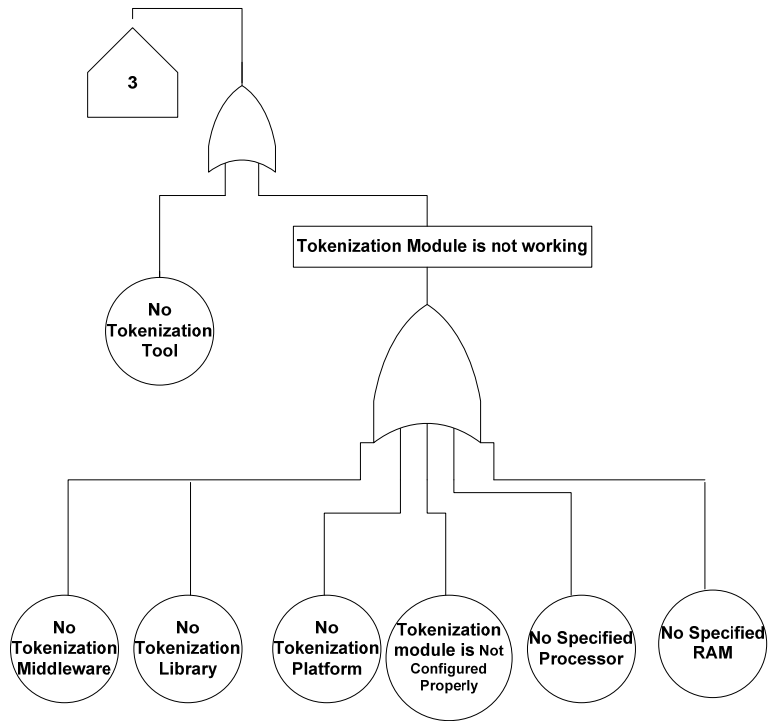 3
Tokenization Module is not working
No
Tokenization
Tool
No
Tokenization
Middleware
No
Tokenization
Library
No
Tokenization
Platform
Tokenization
module is Not
Configured
Properly
No Specified
Processor
No Specified
RAM